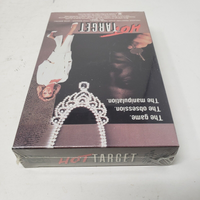 HOT
TARGET
The game.
The obsession.
The manipulation.
HOT TARGET